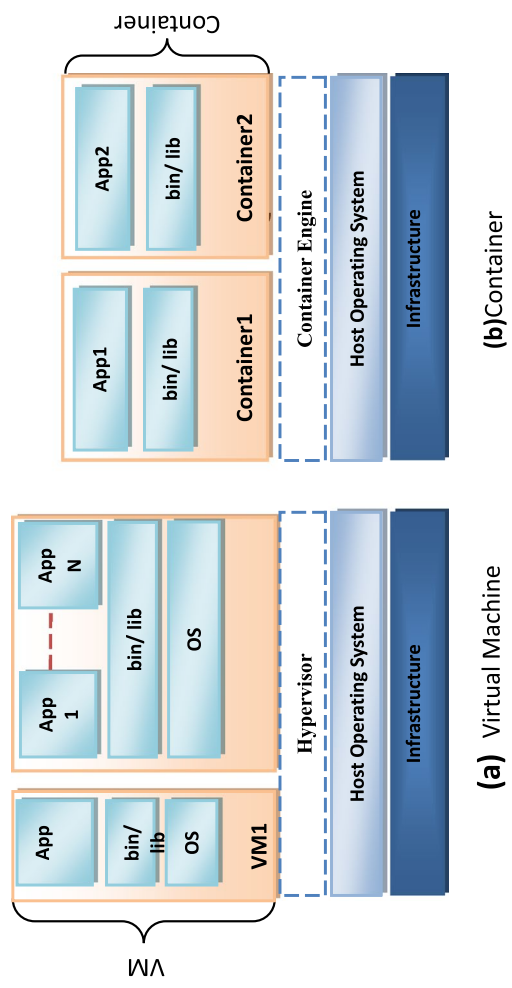 VM
App
bin/
lib
OS
VM1
App
1
App
N
bin/ lib
OS
Hypervisor
Host Operating System
Infrastructure
(a) Virtual Machine
App1
bin/ lib
Container1
App2
bin/ lib
Container2
Container
Container Engine
Host Operating System
Infrastructure
(b)Container